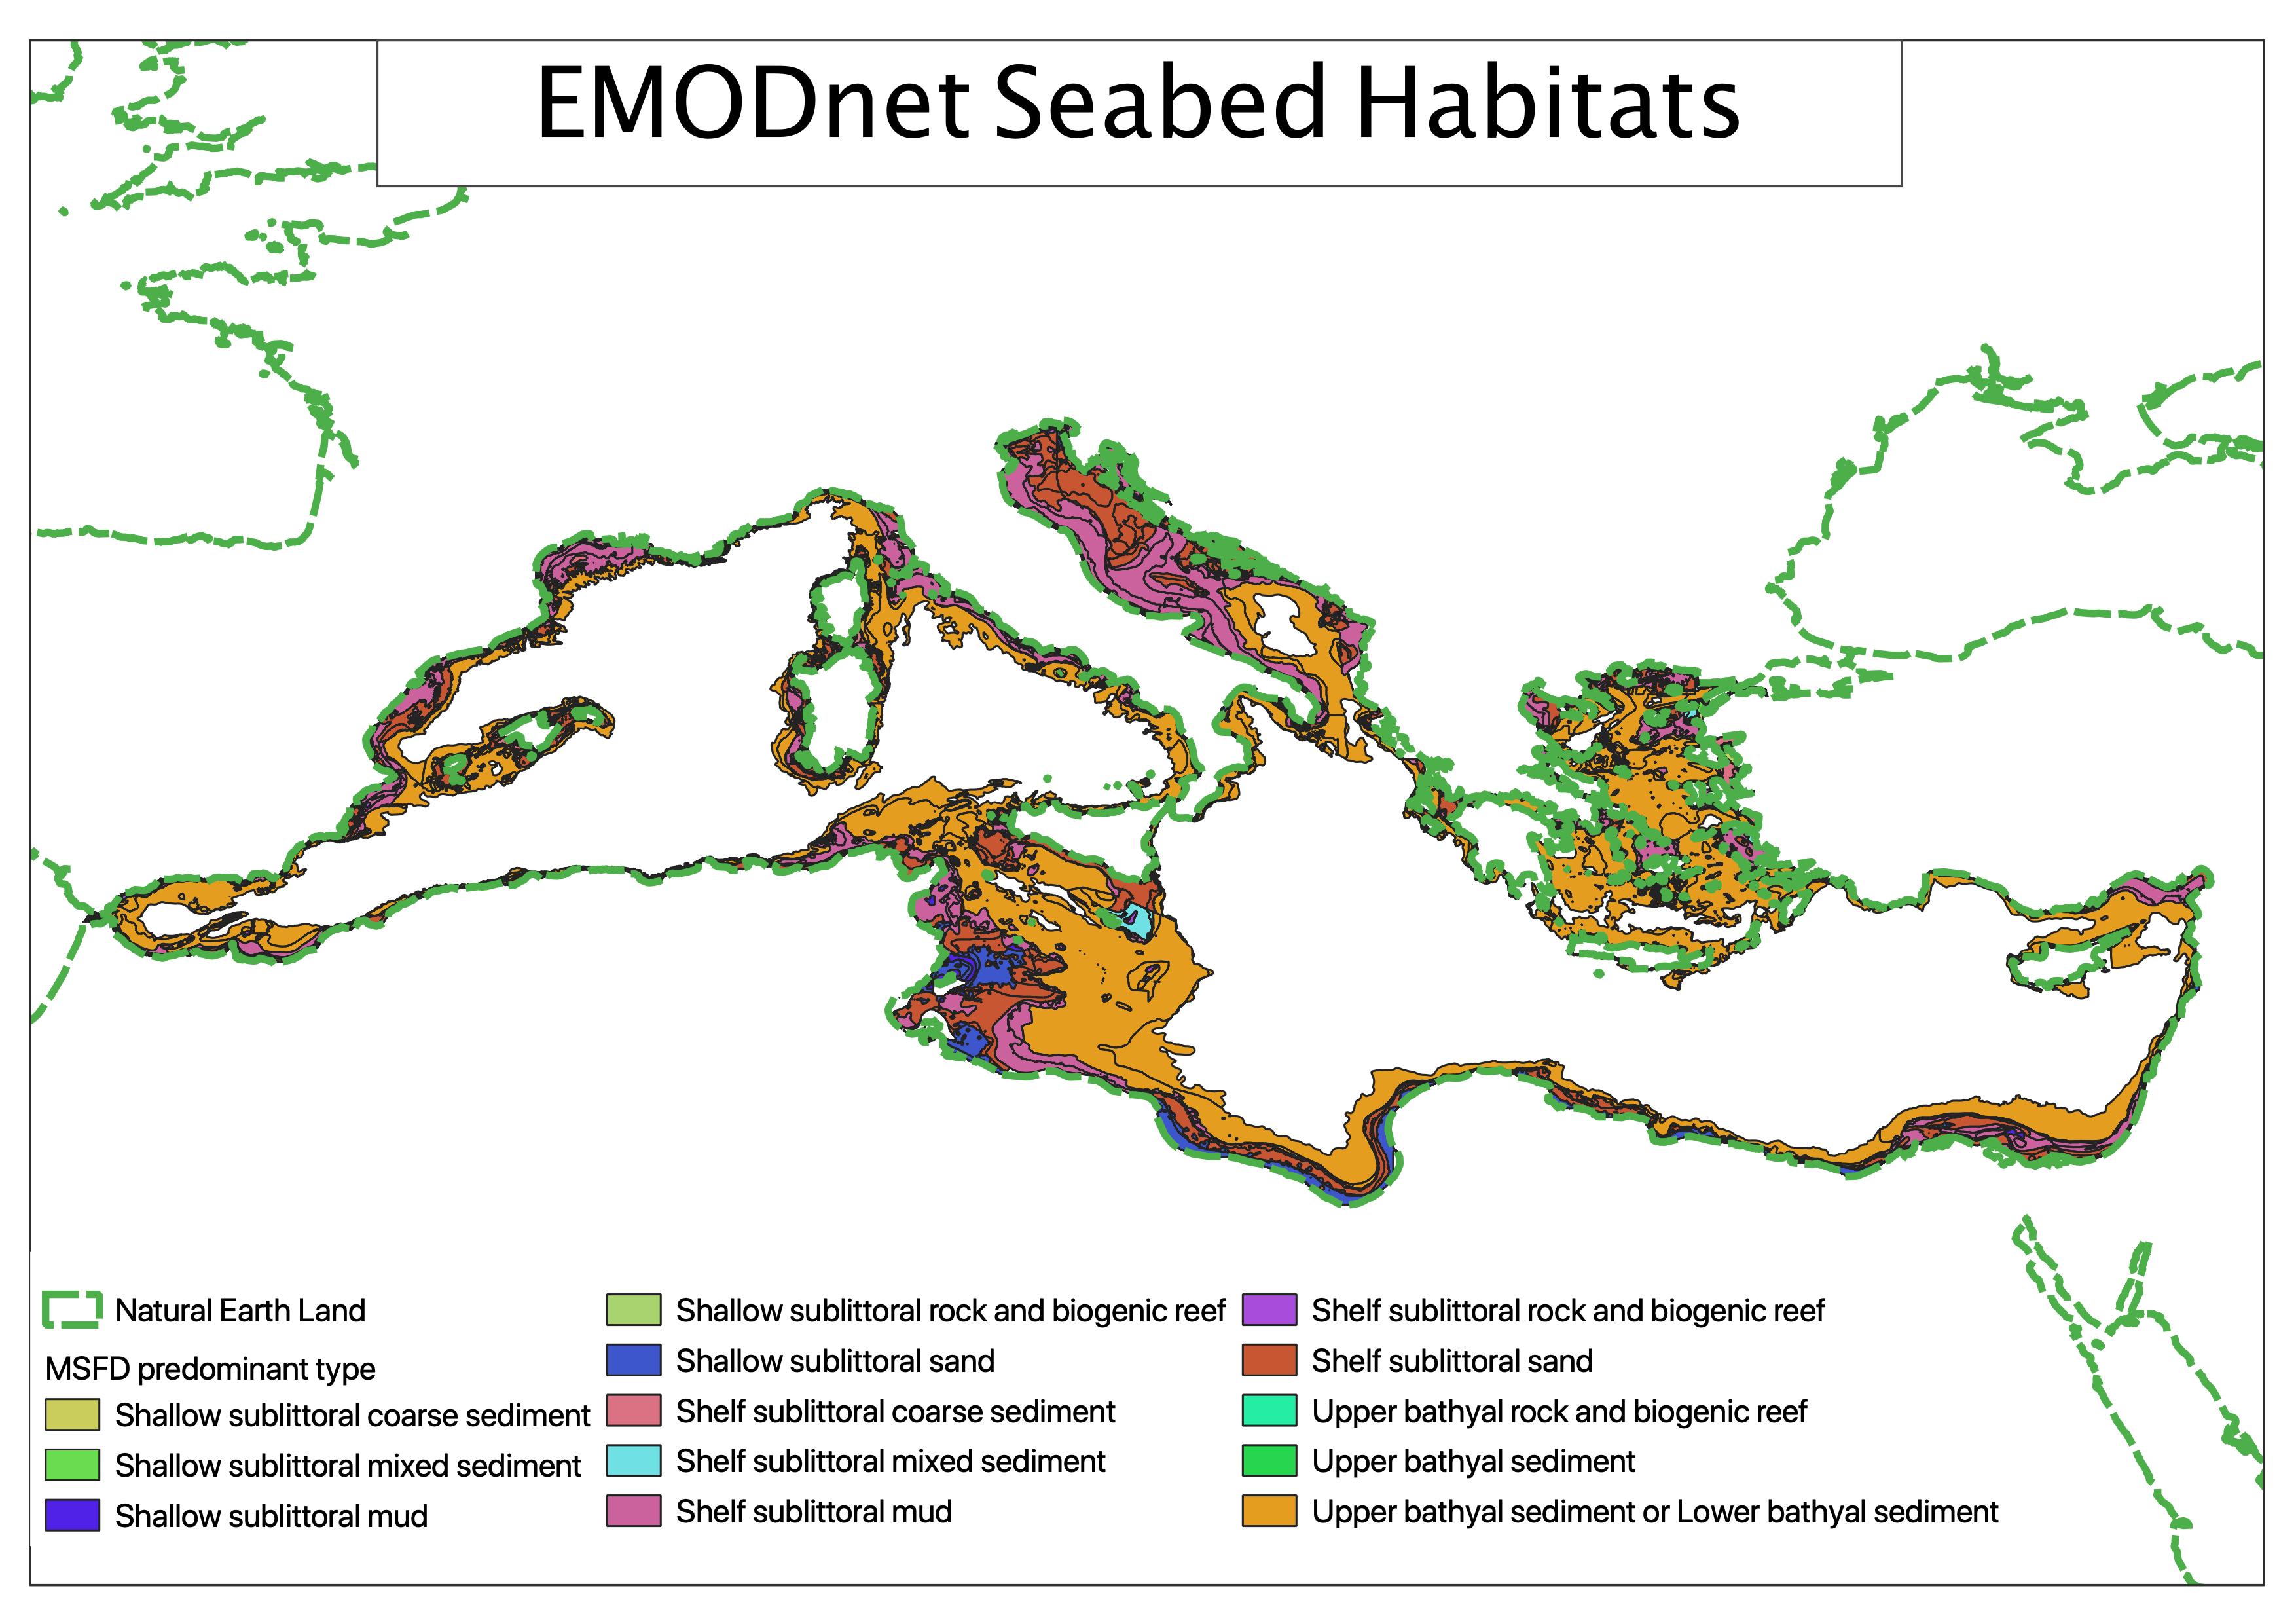 EMODnet Seabed Habitats
Natural Earth Land
MSFD predominant type
Shallow sublittoral coarse sediment
Shallow sublittoral mixed sediment
Shallow sublittoral mud
Shallow sublittoral rock and biogenic reef
Shallow sublittoral sand
Shelf sublittoral coarse sediment
Shelf sublittoral mixed sediment
Shelf sublittoral mud
Shelf sublittoral rock and biogenic reef
Shelf sublittoral sand
Upper bathyal rock and biogenic reef
Upper bathyal sediment
Upper bathyal sediment or Lower bathyal sediment